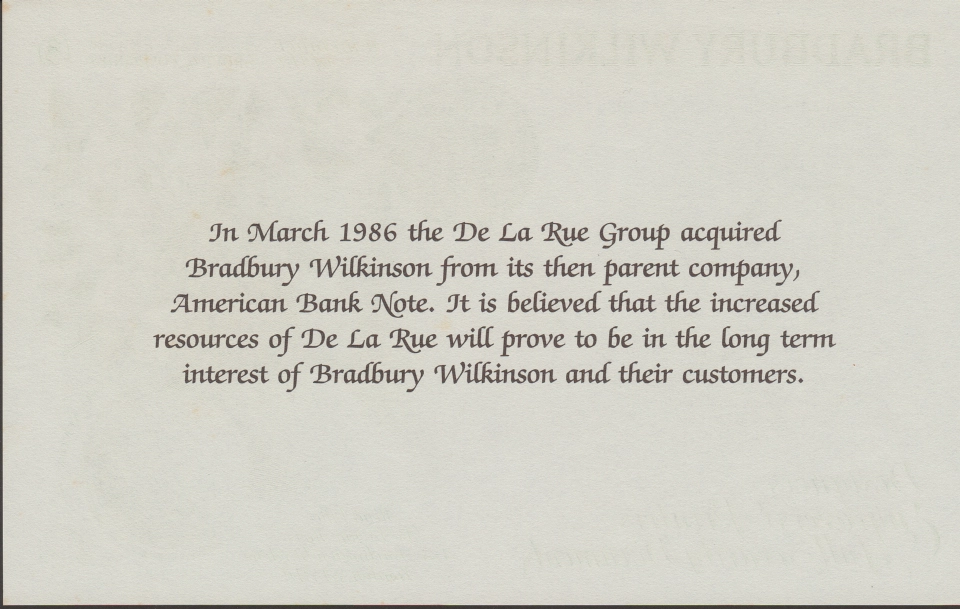 BRADBURY WILKINSON
In March 1986 the De La Rue Group acquired
Bradbury Wilkinson from its then parent company,
American Bank Note. It is believed that the increased
resources of De La Rue will prove to be in the long term
interest of Bradbury Wilkinson and their customers.